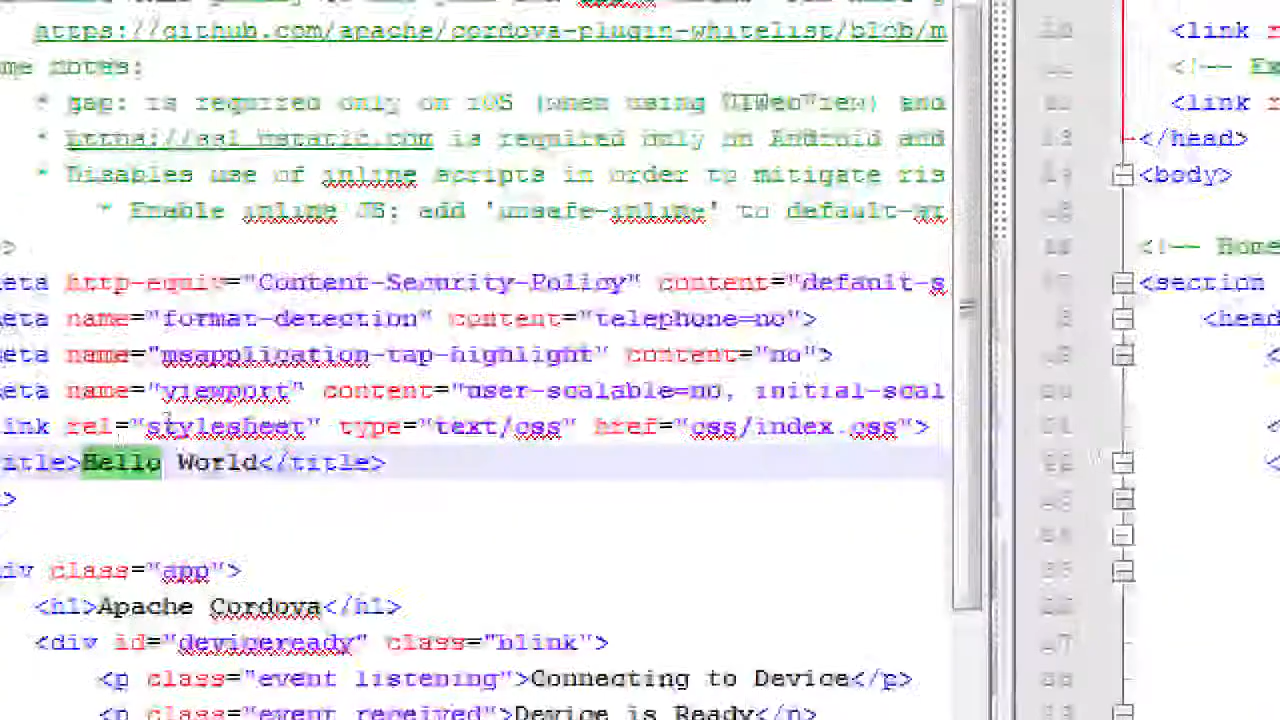 https://github.com/apache/cordova-plugin-whitelist/blob/m
me notes:
* gap: is required only on iOS (when using UIWebView) and
* https://ssl.gstatic.com is required only on Android and
* Disables use of inline scripts in order to mitigate ris
* Enable inline JS: add 'unsafe-inline' to default-sr
>
eta http-equiv="Content-Security-Policy" content="default-s
eta name="format-detection" content="telephone=no">
eta name="msapplication-tap-highlight" content="no">
eta name="viewport" content="user-scalable=no, initial-scal
ink rel="stylesheet" type="text/css" href="css/index.css">
itle>Hello World</title>
>
iv class="app">
<h1>Apache Cordova</h1>
<div id="deviceready" class="blink">
<p class="event listening">Connecting to Device</p>
<p class="event received">Device is Ready</p>
<link r
<!-- Ex
<link r
</head>
<body>
<!-- Home
<section
<head